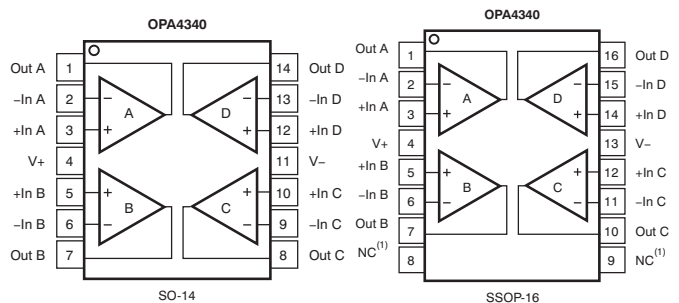 OPA4340
Out A 1 14 Out D
–In A 2 – – 13 –In D
A D
+In A 3 + + 12 +In D
V+ 4 11 V–
+In B 5 + + 10 +In C
B C
–In B 6 – – 9 –In C
Out B 7 8 Out C
SO-14
OPA4340
Out A 1 16 Out D
–In A 2 – – 15 –In D
A D
+In A 3 + + 14 +In D
V+ 4 13 V–
+In B 5 + + 12 +In C
B C
–In B 6 – – 11 –In C
Out B 7 10 Out C
NC(1) 8 9 NC(1)
SSOP-16